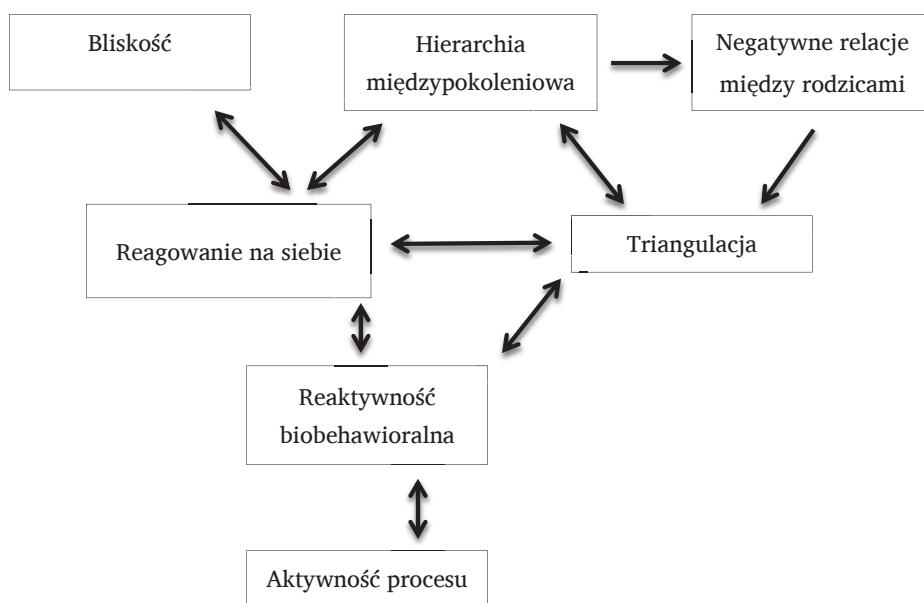 Bliskość
Hierarchia
międzypokoleniowa
Negatywne relacje
między rodzicami
Reagowanie na siebie
Triangulacja
Reaktywność
biobehawioralna
Aktywność procesu